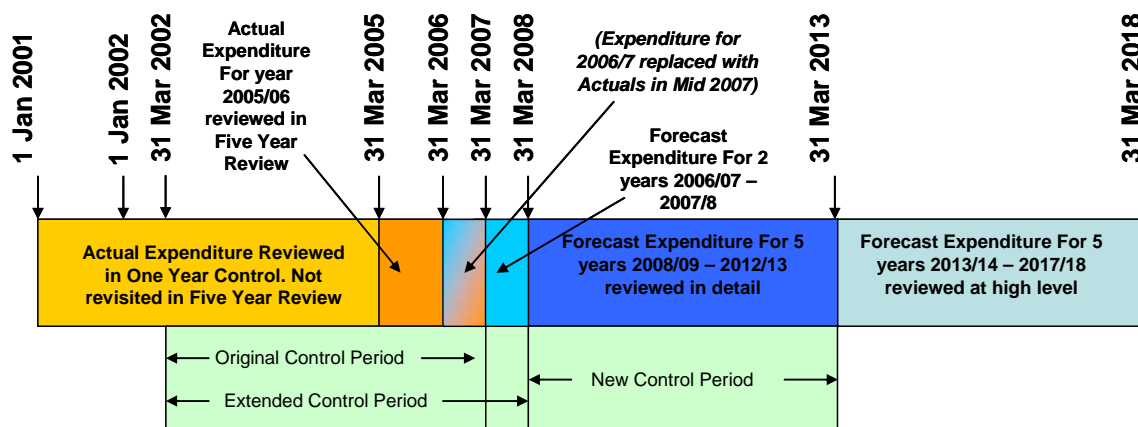 1 Jan 2001
1 Jan 2002
31 Mar 2002
Actual
Expenditure
For year
2005/06
reviewed in
Five Year
Review
31 Mar 2005
31 Mar 2006
31 Mar 2007
31 Mar 2008
(Expenditure for
2006/7 replaced with
Actuals in Mid 2007)
Forecast
Expenditure For 2
years 2006/07 –
2007/8
31 Mar 2013
31 Mar 2018
Actual Expenditure Reviewed
in One Year Control. Not
revisited in Five Year Review
Forecast Expenditure For 5
years 2008/09 – 2012/13
reviewed in detail
Forecast Expenditure For 5
years 2013/14 – 2017/18
reviewed at high level
Original Control Period
Extended Control Period
New Control Period